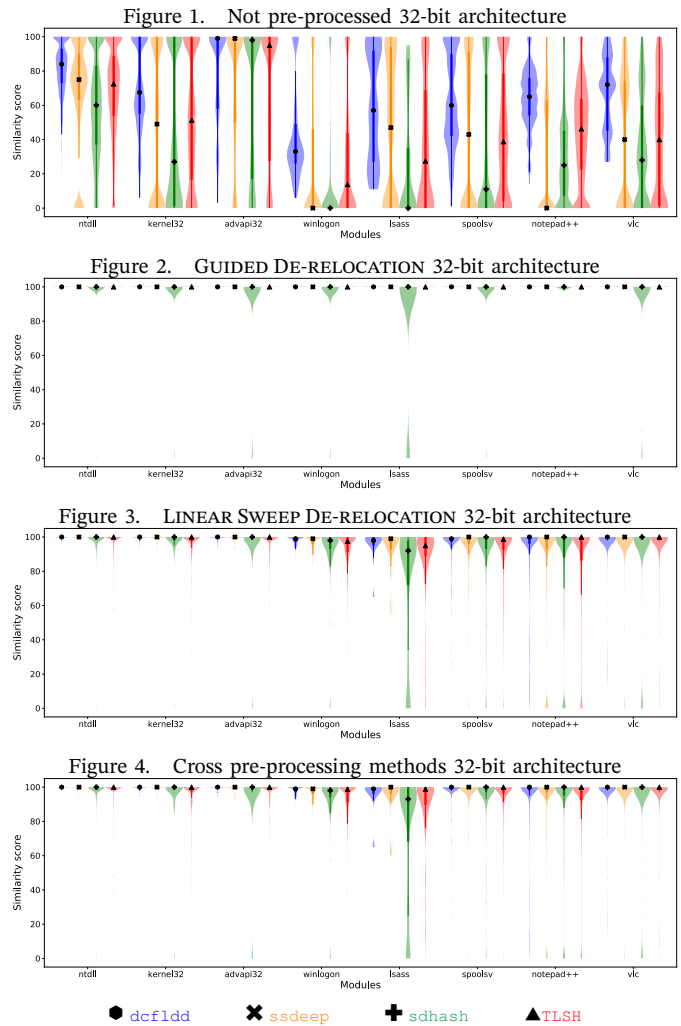 Figure 1. Not pre-processed 32-bit architecture
100
80
60
40
20
0
Similarity score
ntdll kernel32 advapi32 winlogon lsass spoolsv notepad++ vlc
Modules
Figure 2. GUIDED DE-RELOCATION 32-bit architecture
100
80
60
40
20
0
Similarity score
ntdll kernel32 advapi32 winlogon lsass spoolsv notepad++ vlc
Modules
Figure 3. LINEAR SWEEP DE-RELOCATION 32-bit architecture
100
80
60
40
20
0
Similarity score
ntdll kernel32 advapi32 winlogon lsass spoolsv notepad++ vlc
Modules
Figure 4. Cross pre-processing methods 32-bit architecture
100
80
60
40
20
0
Similarity score
ntdll kernel32 advapi32 winlogon lsass spoolsv notepad++ vlc
Modules
dcfldd ssdeep sdhash TLSH